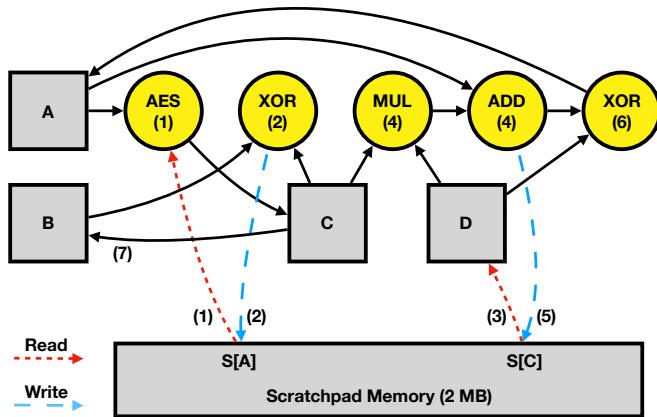 AES
(1)
XOR
(2)
MUL
(4)
ADD
(4)
XOR
(6)
A
B
C
D
(7)
(1)
(2)
(3)
(5)
Read
Write
S[A]
S[C]
Scratchpad Memory (2 MB)